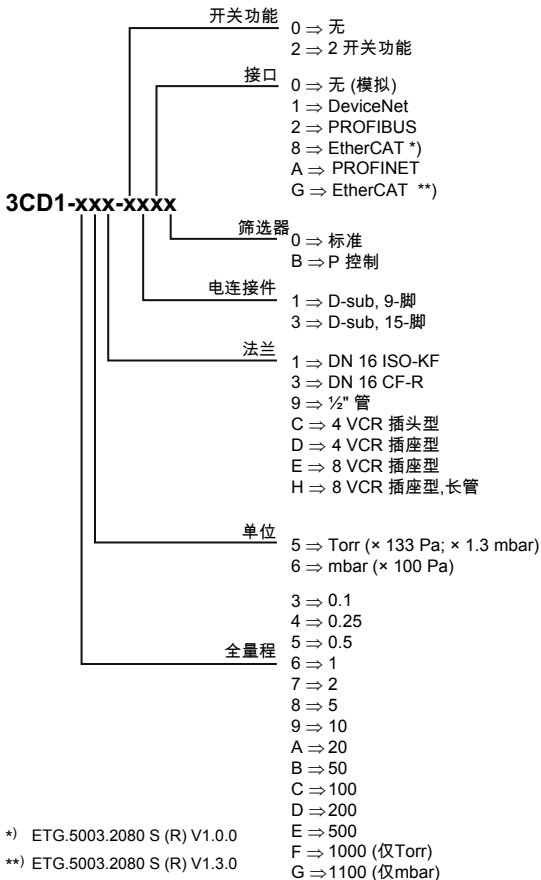 开关功能
0 ⇒ 无
2 ⇒ 2 开关功能
接口
0 ⇒ 无 (模拟)
1 ⇒ DeviceNet
2 ⇒ PROFIBUS
8 ⇒ EtherCAT *)
A ⇒ PROFINET
G ⇒ EtherCAT **)
3CD1-xxx-xxxx
筛选器
0 ⇒ 标准
B ⇒ P 控制
电连接件
1 ⇒ D-sub, 9-脚
3 ⇒ D-sub, 15-脚
法兰
1 ⇒ DN 16 ISO-KF
3 ⇒ DN 16 CF-R
9 ⇒ ½" 管
C ⇒ 4 VCR 插头型
D ⇒ 4 VCR 插座型
E ⇒ 8 VCR 插座型
H ⇒ 8 VCR 插座型,长管
单位
5 ⇒ Torr (× 133 Pa; × 1.3 mbar)
6 ⇒ mbar (× 100 Pa)
全量程
3 ⇒ 0.1
4 ⇒ 0.25
5 ⇒ 0.5
6 ⇒ 1
7 ⇒ 2
8 ⇒ 5
9 ⇒ 10
A ⇒ 20
B ⇒ 50
C ⇒ 100
D ⇒ 200
E ⇒ 500
F ⇒ 1000 (仅Torr)
G ⇒ 1100 (仅mbar)
*) ETG.5003.2080 S (R) V1.0.0
**) ETG.5003.2080 S (R) V1.3.0